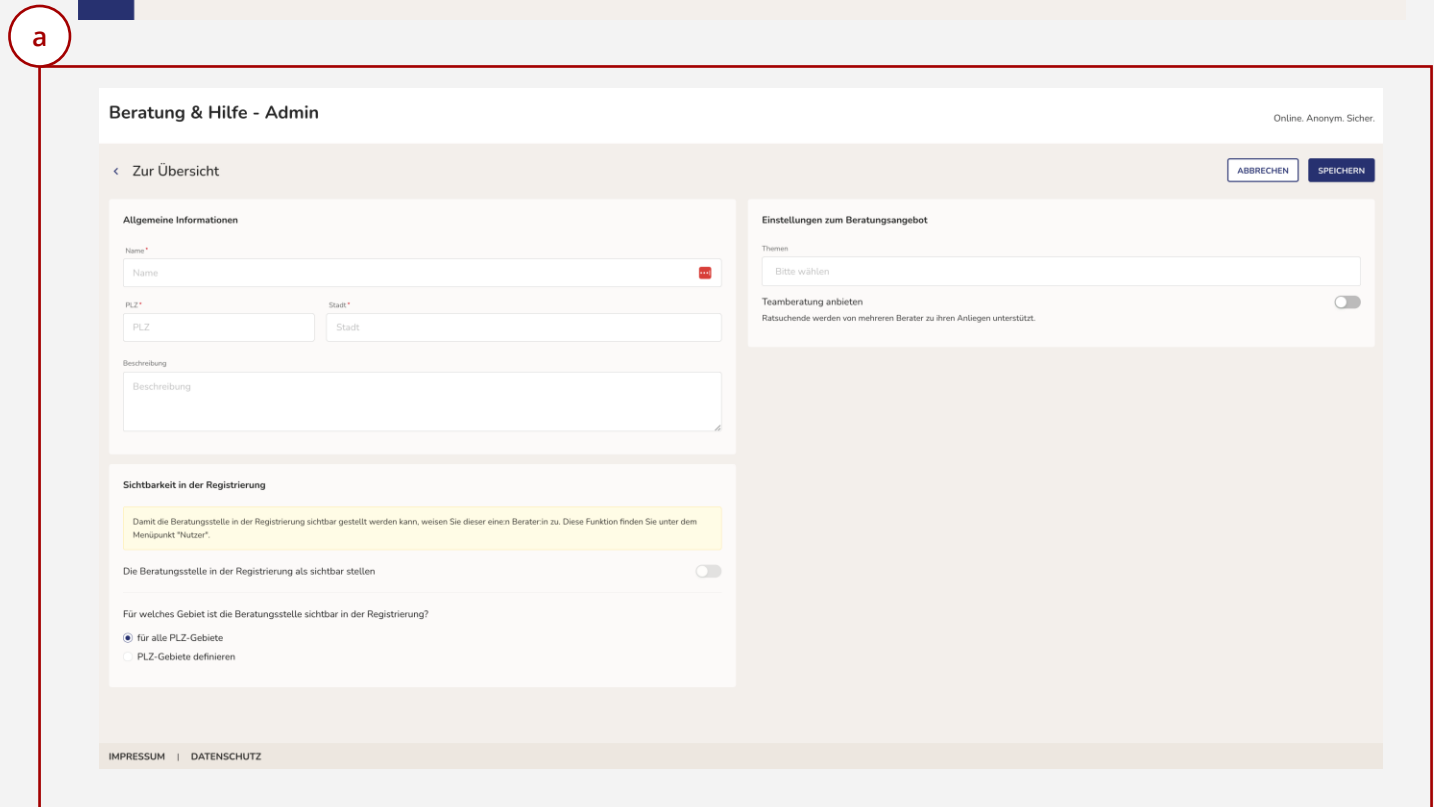 a
Beratung & Hilfe - Admin
Online. Anonym. Sicher.
Zur Übersicht
ABBRECHEN
SPEICHERN
Allgemeine Informationen
Name*
Name
PLZ*
Stadt*
PLZ
Stadt
Beschreibung
Beschreibung
Sichtbarkeit in der Registrierung
Damit die Beratungsstelle in der Registrierung sichtbar gestellt werden kann, weisen Sie dieser eine:n Berater:in zu. Diese Funktion finden Sie unter dem
Menüpunkt "Nutzer".
Die Beratungsstelle in der Registrierung als sichtbar stellen
Für welches Gebiet ist die Beratungsstelle sichtbar in der Registrierung?
für alle PLZ-Gebiete
PLZ-Gebiete definieren
Einstellungen zum Beratungsangebot
Themen
Bitte wählen
Teamberatung anbieten
Ratsuchende werden von mehreren Berater zu ihren Anliegen unterstützt.
IMPRESSUM | DATENSCHUTZ